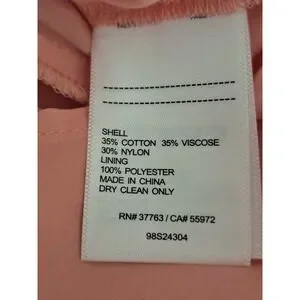 SHELL
35% COTTON 35% VISCOSE
30% NYLON
LINING
100% POLYESTER
MADE IN CHINA
DRY CLEAN ONLY
RN# 37763 / CA# 55972
98S24304